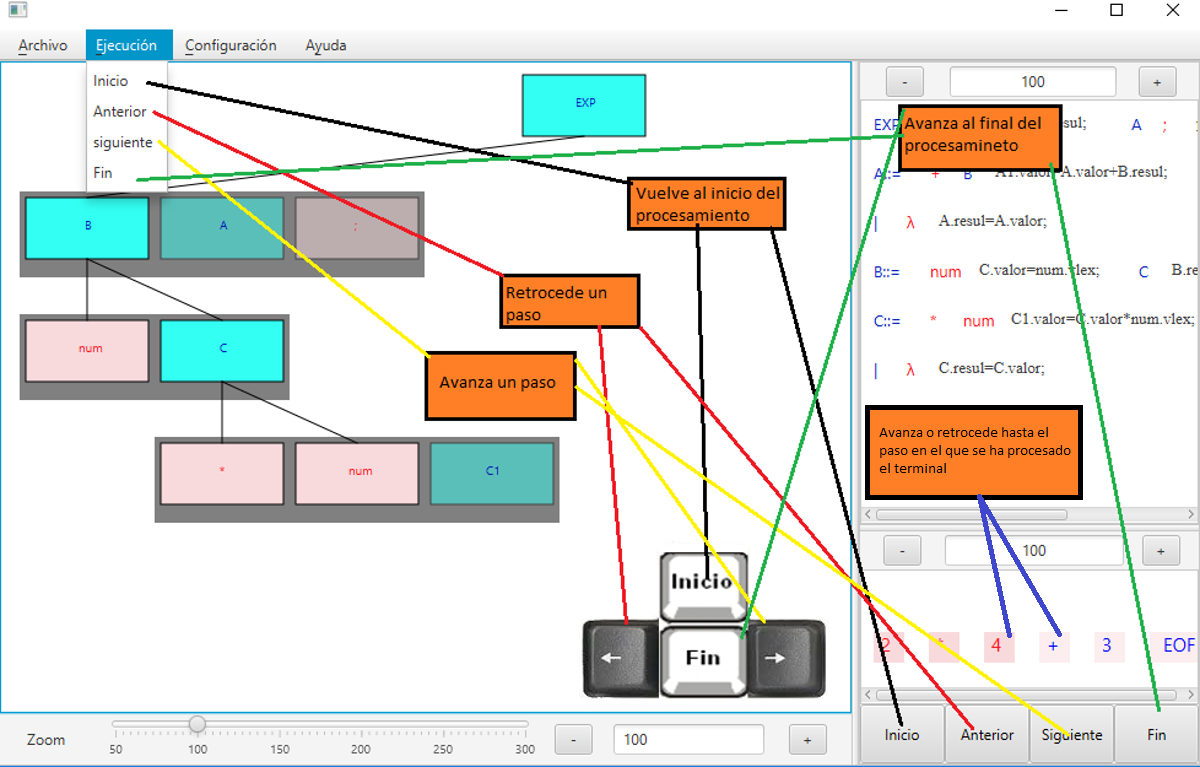 Archivo Ejecución Configuración Ayuda
Inicio
Anterior
siguiente
Fin
EXP
B A ;
num C
* num C1
Vuelve al inicio del
procesamiento
Retrocede un
paso
Avanza un paso
Inicio
← Fin →
Zoom 50 100 150 200 250 300 - 100 +
- 100 +
Avanza al final del
procesamineto
EXP sul; A ;
A::= + B A1.valor=A.valor+B.resul;
| λ A.resul=A.valor;
B::= num C.valor=num.vlex; C B.re
C::= * num C1.valor=C.valor*num.vlex;
| λ C.resul=C.valor;
Avanza o retrocede hasta el
paso en el que se ha procesado
el terminal
- 100 +
2 * 4 + 3 EOF
Inicio Anterior Siguiente Fin